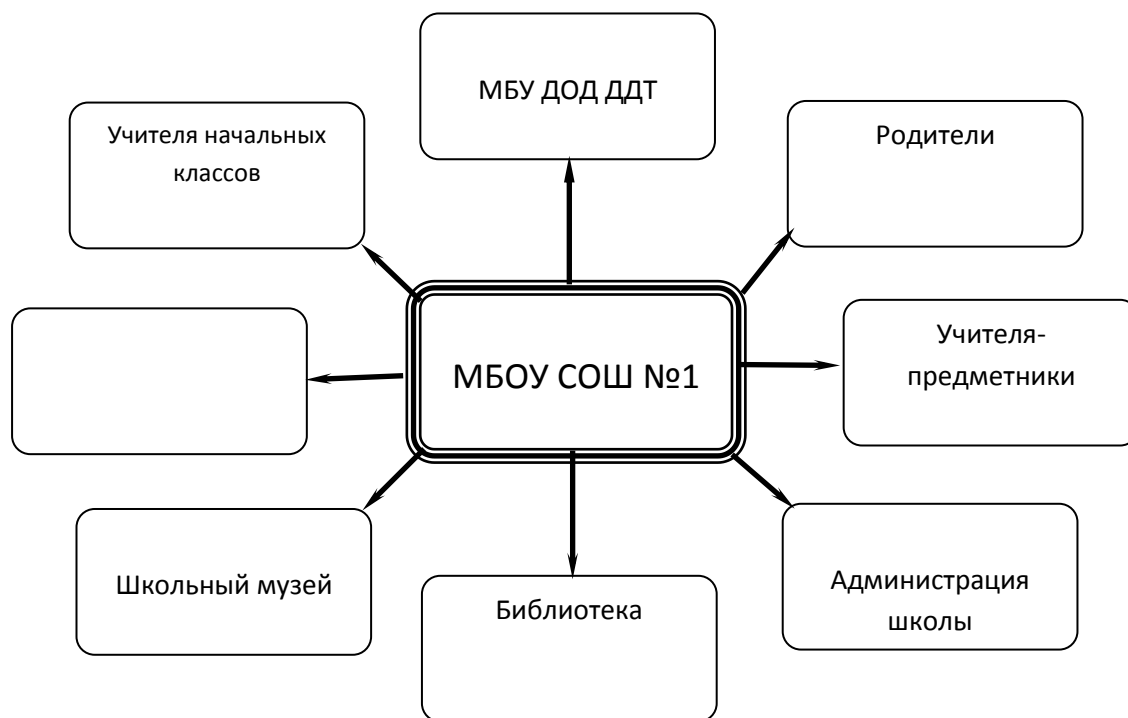 МБУ ДОД ДДТ
Учителя начальных
классов
Родители
МБОУ СОШ №1
Учителя-
предметники
Школьный музей
Библиотека
Администрация
школы